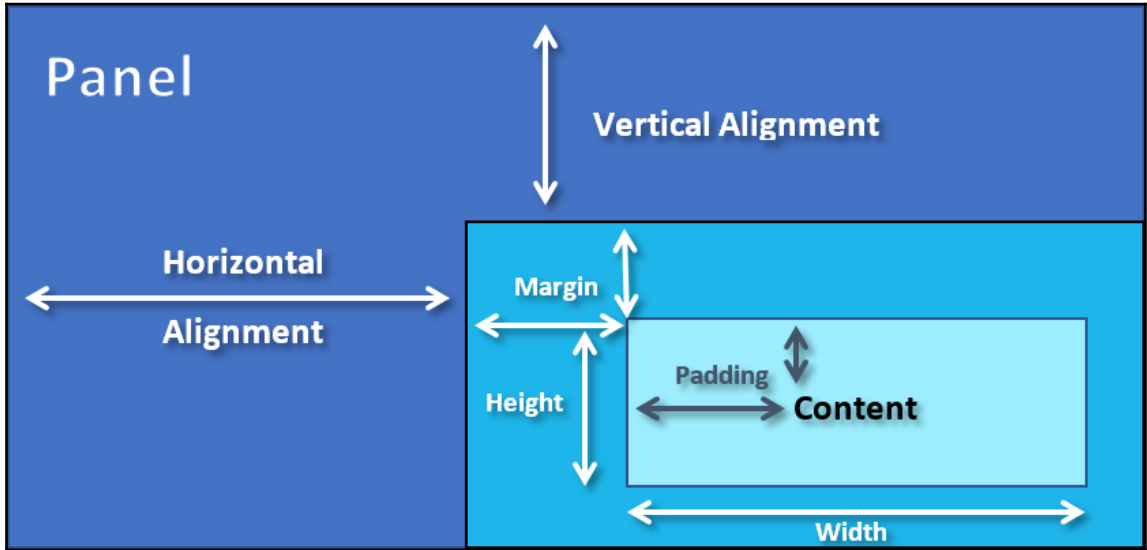 Panel
Vertical Alignment
Horizontal
Alignment
Margin
Height
Padding
Content
Width